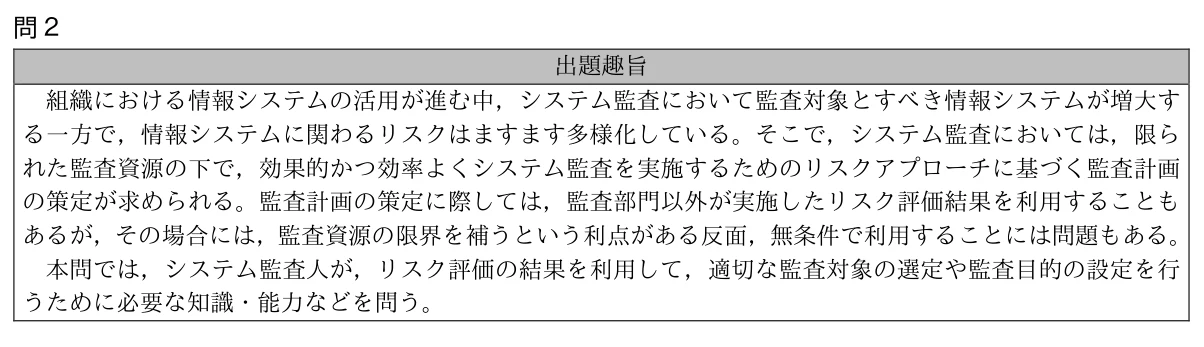 問２
出題趣旨
組織における情報システムの活用が進む中，システム監査において監査対象とすべき情報システムが増大す
る一方で，情報システムに関わるリスクはますます多様化している。そこで，システム監査においては，限ら
れた監査資源の下で，効果的かつ効率よくシステム監査を実施するためのリスクアプローチに基づく監査計画
の策定が求められる。監査計画の策定に際しては，監査部門以外が実施したリスク評価結果を利用することも
あるが，その場合には，監査資源の限界を補うという利点がある反面，無条件で利用することには問題もある。
本問では，システム監査人が，リスク評価の結果を利用して，適切な監査対象の選定や監査目的の設定を行
うために必要な知識・能力などを問う。